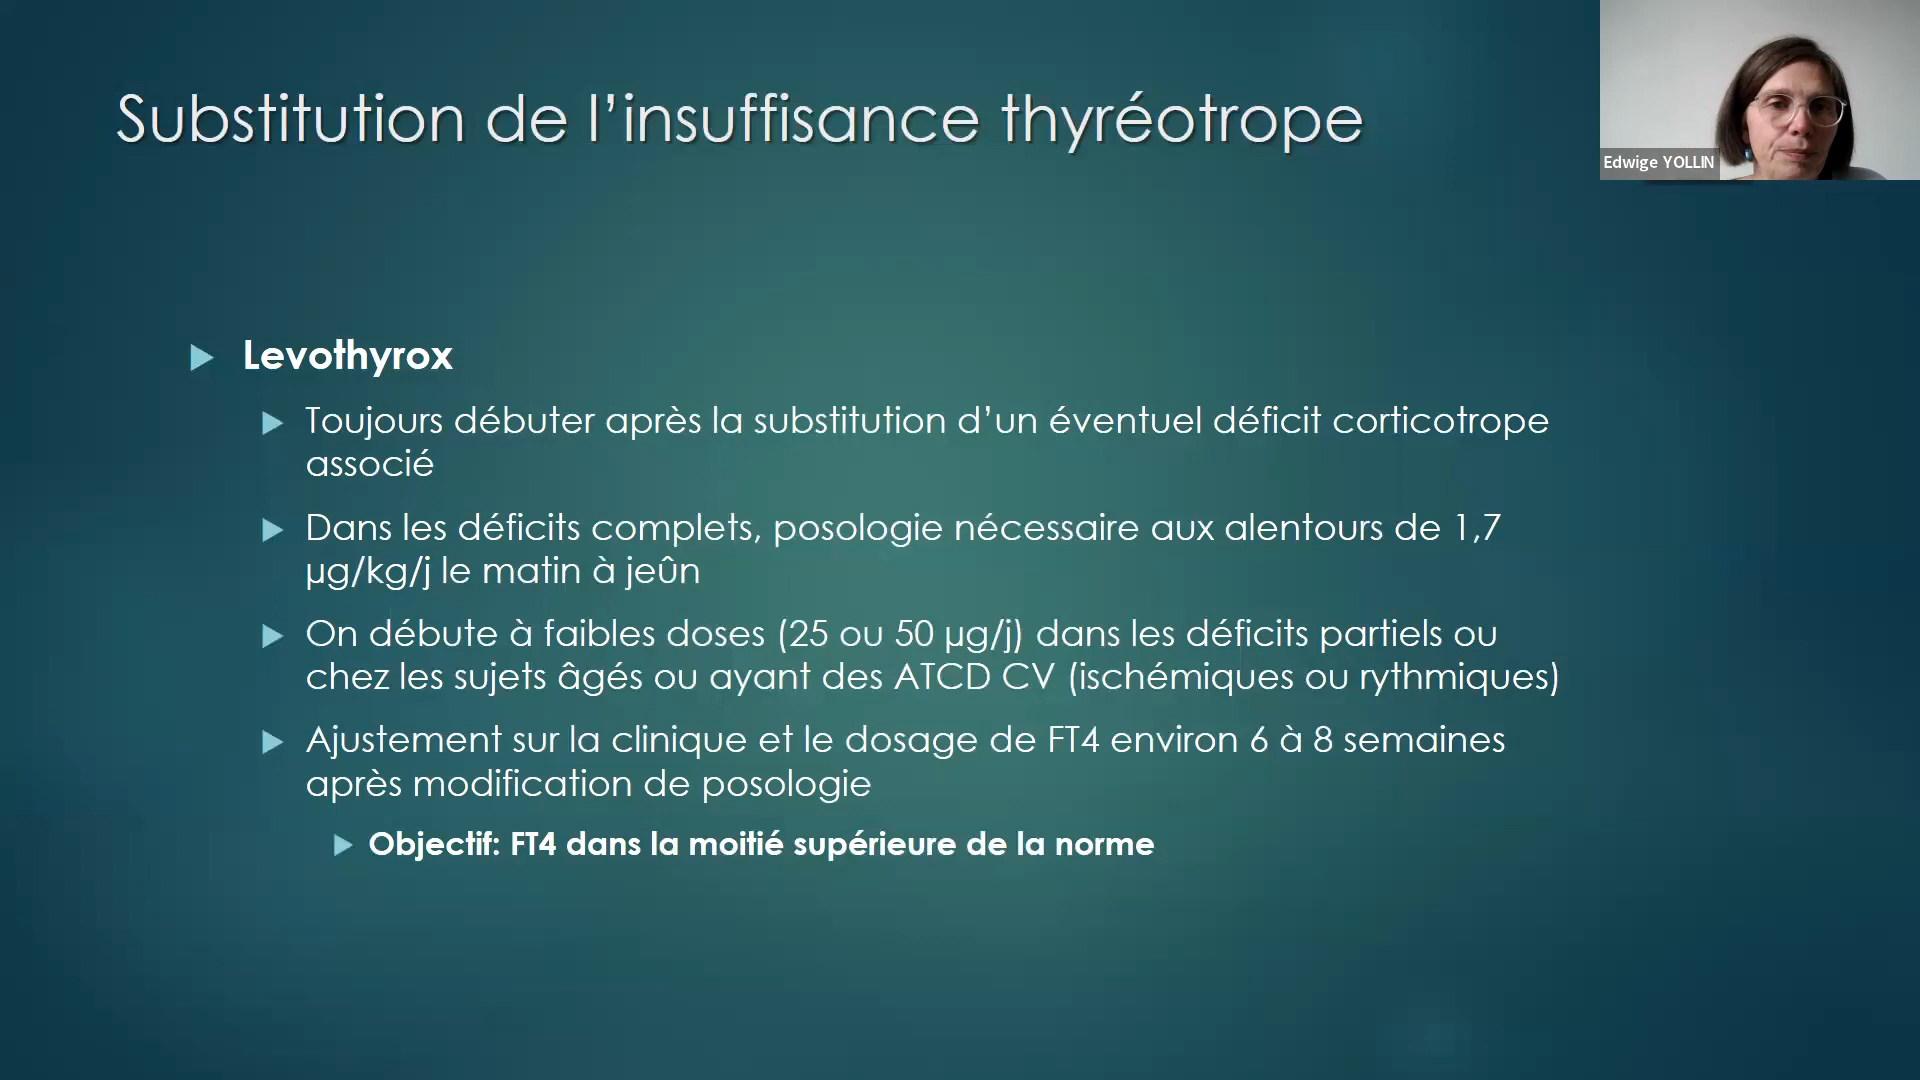 Substitution de l’insuffisance thyréotrope
Edwige YOLLIN
Levothyrox
Toujours débuter après la substitution d’un éventuel déficit corticotrope
associé
Dans les déficits complets, posologie nécessaire aux alentours de 1,7
µg/kg/j le matin à jeûn
On débute à faibles doses (25 ou 50 µg/j) dans les déficits partiels ou
chez les sujets âgés ou ayant des ATCD CV (ischémiques ou rythmiques)
Ajustement sur la clinique et le dosage de FT4 environ 6 à 8 semaines
après modification de posologie
Objectif: FT4 dans la moitié supérieure de la norme